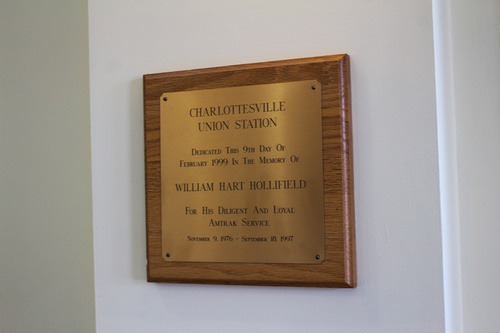 CHARLOTTESVILLE
UNION STATION
DEDICATED THIS 9TH DAY OF
FEBRUARY 1999 IN THE MEMORY OF
WILLIAM HART HOLLIFIELD
FOR HIS DILIGENT AND LOYAL
AMTRAK SERVICE
NOVEMBER 9, 1976 - SEPTEMBER 18, 1997